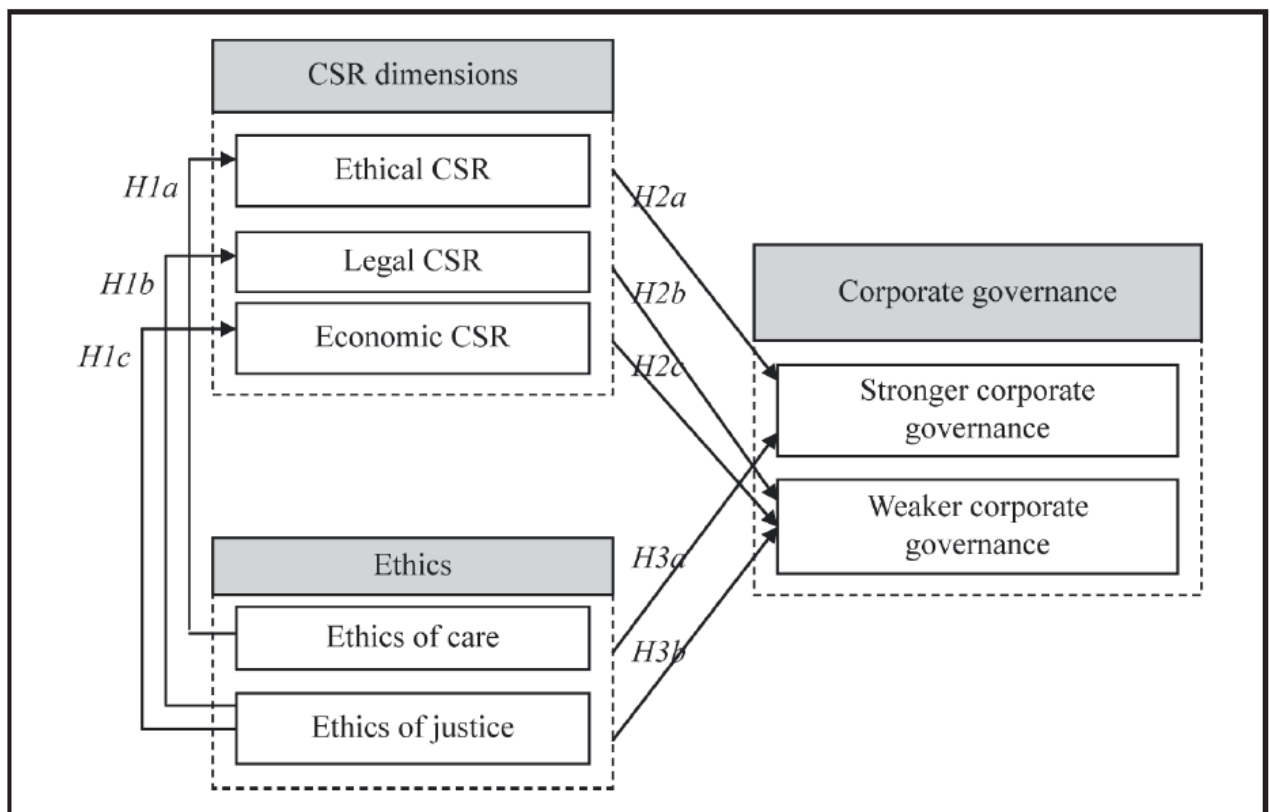 CSR dimensions
Ethical CSR
H1a
H2a
Legal CSR
H1b
H2b
Corporate governance
Economic CSR
H1c
H2c
Stronger corporate
governance
Weaker corporate
governance
Ethics
H3a
Ethics of care
H3b
Ethics of justice